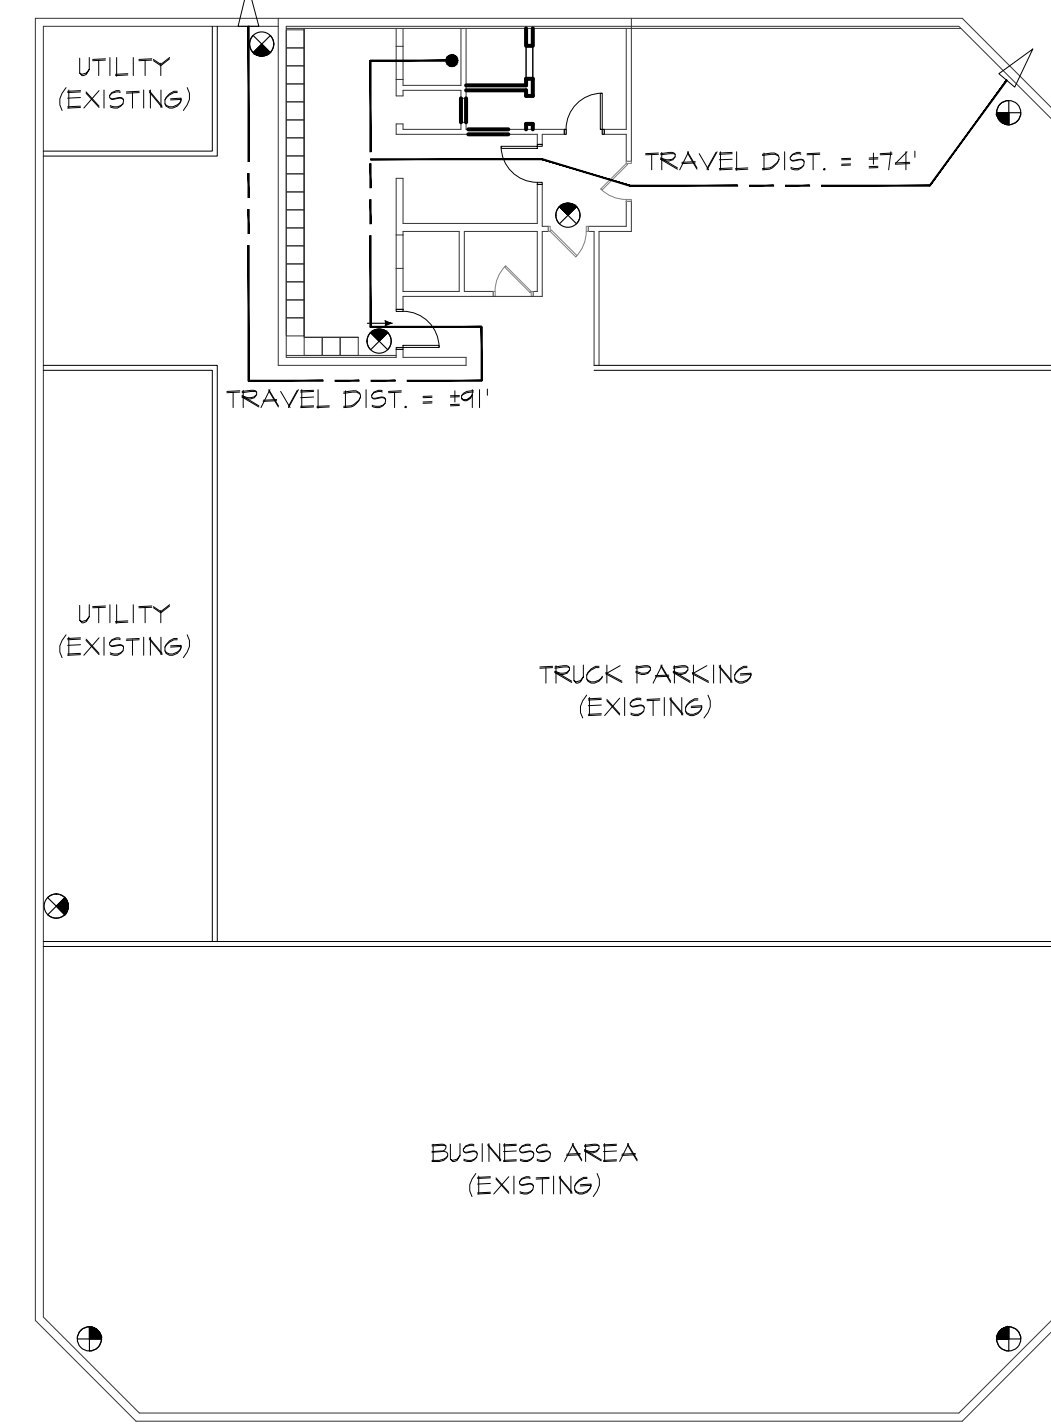 UTILITY
(EXISTING)
TRAVEL DIST. = ±74'
TRAVEL DIST. = ±91'
UTILITY
(EXISTING)
TRUCK PARKING
(EXISTING)
BUSINESS AREA
(EXISTING)